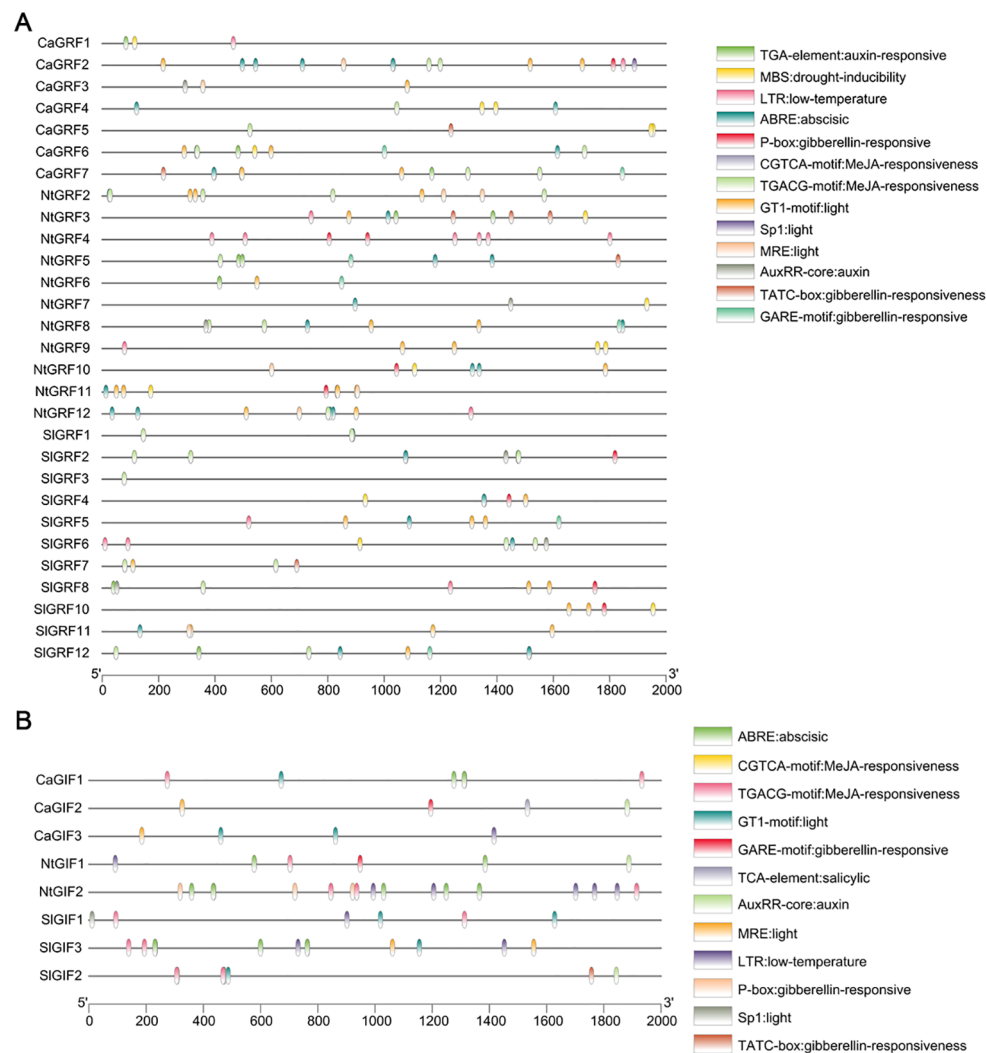 A
CaGRF1
CaGRF2
CaGRF3
CaGRF4
CaGRF5
CaGRF6
CaGRF7
NtGRF2
NtGRF3
NtGRF4
NtGRF5
NtGRF6
NtGRF7
NtGRF8
NtGRF9
NtGRF10
NtGRF11
NtGRF12
SlGRF1
SlGRF2
SlGRF3
SlGRF4
SlGRF5
SlGRF6
SlGRF7
SlGRF8
SlGRF10
SlGRF11
SlGRF12
5' 3'
0 200 400 600 800 1000 1200 1400 1600 1800 2000
TGA-element:auxin-responsive
MBS:drought-inducibility
LTR:low-temperature
ABRE:abscisic
P-box:gibberellin-responsive
CGTCA-motif:MeJA-responsiveness
TGACG-motif:MeJA-responsiveness
GT1-motif:light
Sp1:light
MRE:light
AuxRR-core:auxin
TATC-box:gibberellin-responsiveness
GARE-motif:gibberellin-responsive
B
CaGIF1
CaGIF2
CaGIF3
NtGIF1
NtGIF2
SlGIF1
SlGIF3
SlGIF2
5' 3'
0 200 400 600 800 1000 1200 1400 1600 1800 2000
ABRE:abscisic
CGTCA-motif:MeJA-responsiveness
TGACG-motif:MeJA-responsiveness
GT1-motif:light
GARE-motif:gibberellin-responsive
TCA-element:salicylic
AuxRR-core:auxin
MRE:light
LTR:low-temperature
P-box:gibberellin-responsive
Sp1:light
TATC-box:gibberellin-responsiveness